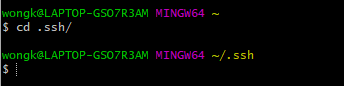 wongk@LAPTOP-GSO7R3AM MINGW64 ~
$ cd .ssh/
wongk@LAPTOP-GSO7R3AM MINGW64 ~/.ssh
$